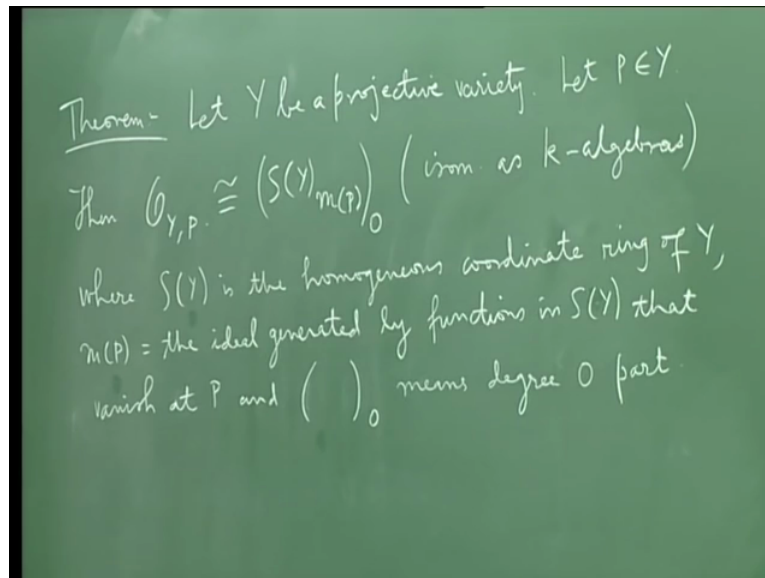 Theorem:- Let Y be a projective variety. Let P ∈ Y.
Then 𝒪_{Y,P} ≅ (S(Y)_{m(P)})_0 (isom. as k-algebras)
where S(Y) is the homogeneous coordinate ring of Y,
m(P) = the ideal generated by functions in S(Y) that
vanish at P and ( )_0 means degree 0 part.